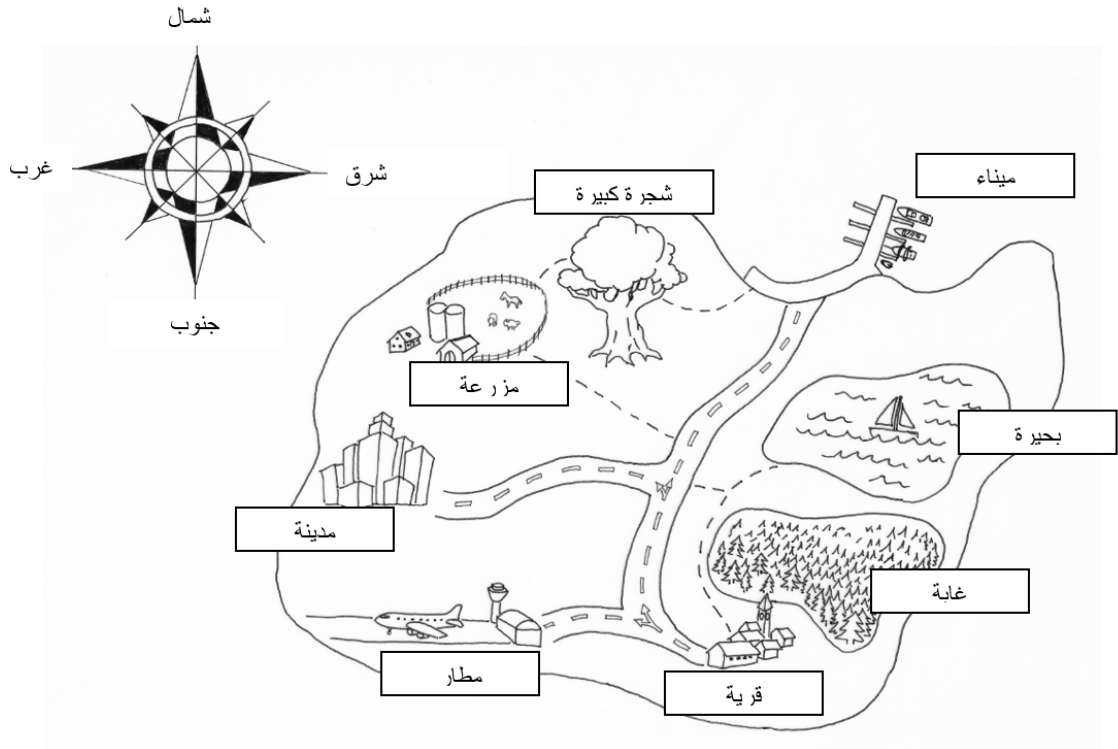 شمال
غرب
شرق
جنوب
ميناء
شجرة كبيرة
مزرعة
بحيرة
مدينة
غابة
مطار
قرية